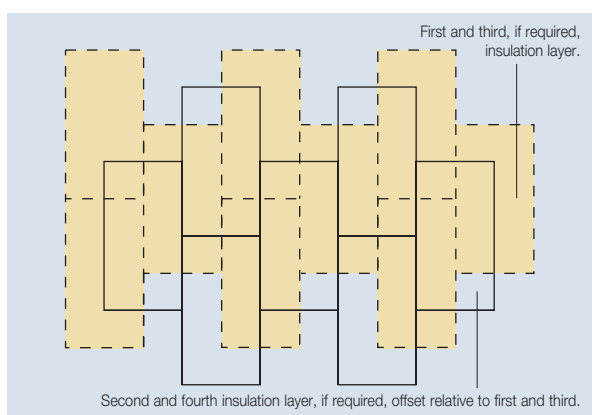 First and third, if required,
insulation layer.
Second and fourth insulation layer, if required, offset relative to first and third.